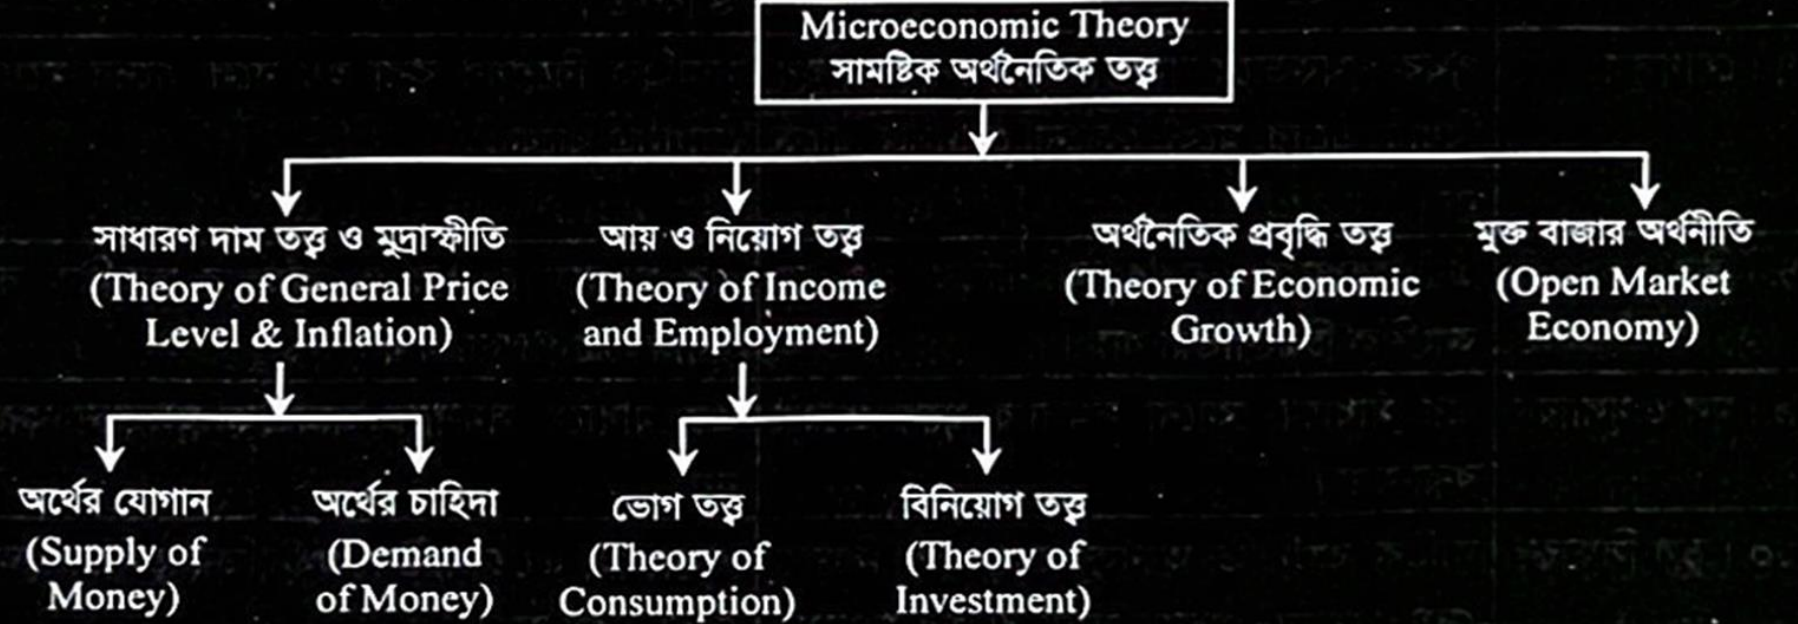 Microeconomic Theory
সামষ্টিক অর্থনৈতিক তত্ত্ব
সাধারণ দাম তত্ত্ব ও মুদ্রাস্ফীতি
(Theory of General Price
Level & Inflation)
আয় ও নিয়োগ তত্ত্ব
(Theory of Income
and Employment)
অর্থনৈতিক প্রবৃদ্ধি তত্ত্ব
(Theory of Economic
Growth)
মুক্ত বাজার অর্থনীতি
(Open Market
Economy)
অর্থের যোগান
(Supply of
Money)
অর্থের চাহিদা
(Demand
of Money)
ভোগ তত্ত্ব
(Theory of
Consumption)
বিনিয়োগ তত্ত্ব
(Theory of
Investment)